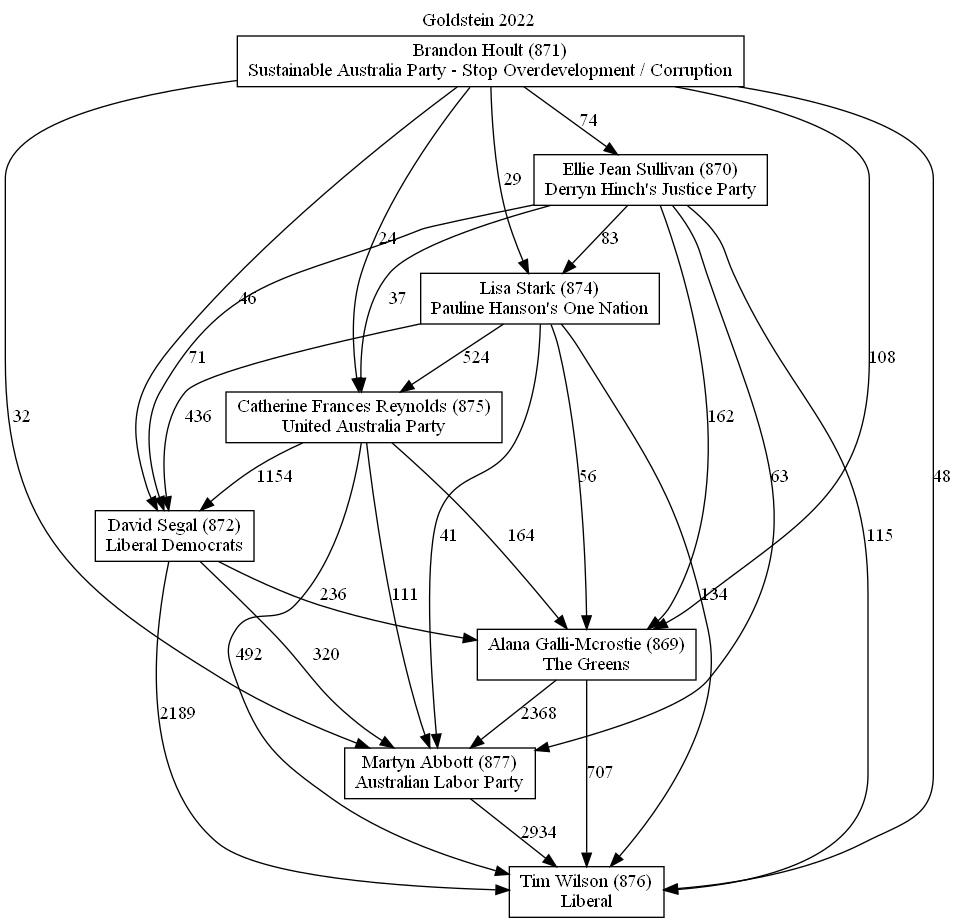 Goldstein 2022
Brandon Hoult (871)
Sustainable Australia Party - Stop Overdevelopment / Corruption
74
Ellie Jean Sullivan (870)
Derryn Hinch's Justice Party
29
24
83
Lisa Stark (874)
Pauline Hanson's One Nation
46
37
71
524
108
Catherine Frances Reynolds (875)
United Australia Party
32
436
162
1154
56
63
48
David Segal (872)
Liberal Democrats
41
164
115
236
111
134
Alana Galli-Mcrostie (869)
The Greens
492
320
2189
2368
Martyn Abbott (877)
Australian Labor Party
707
2934
Tim Wilson (876)
Liberal